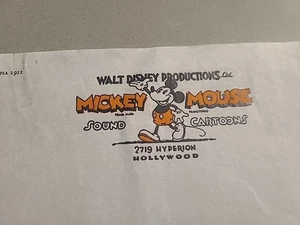 WALT DISNEY PRODUCTIONS Ltd.
MICKEY MOUSE
SOUND CARTOONS
2719 HYPERION
HOLLYWOOD